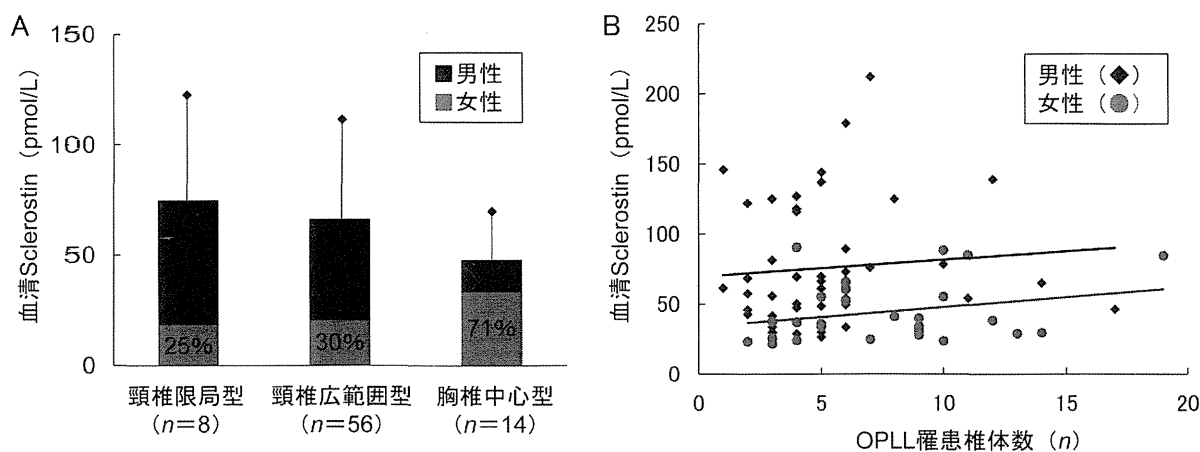 A
血清Sclerostin (pmol/L)
150
100
50
0
男性
女性
25%
30%
71%
頸椎限局型
(n=8)
頸椎広範囲型
(n=56)
胸椎中心型
(n=14)
B
血清Sclerostin (pmol/L)
250
200
150
100
50
0
男性 (◆)
女性 (●)
0 5 10 15 20
OPLL罹患椎体数 (n)